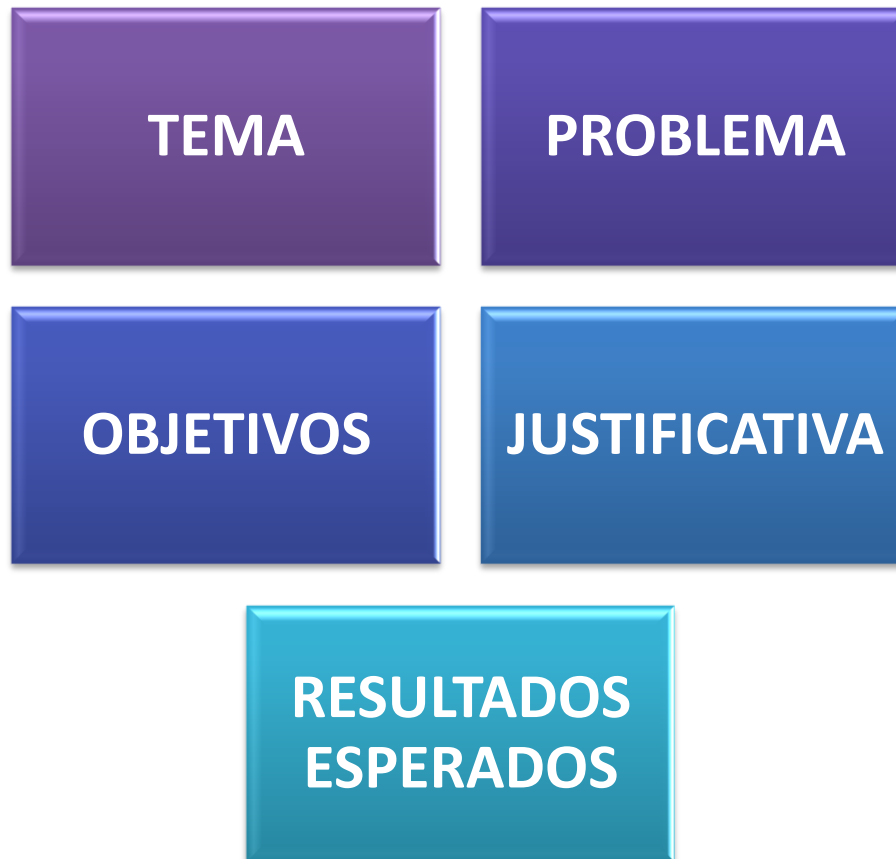 TEMA
PROBLEMA
OBJETIVOS
JUSTIFICATIVA
RESULTADOS
ESPERADOS